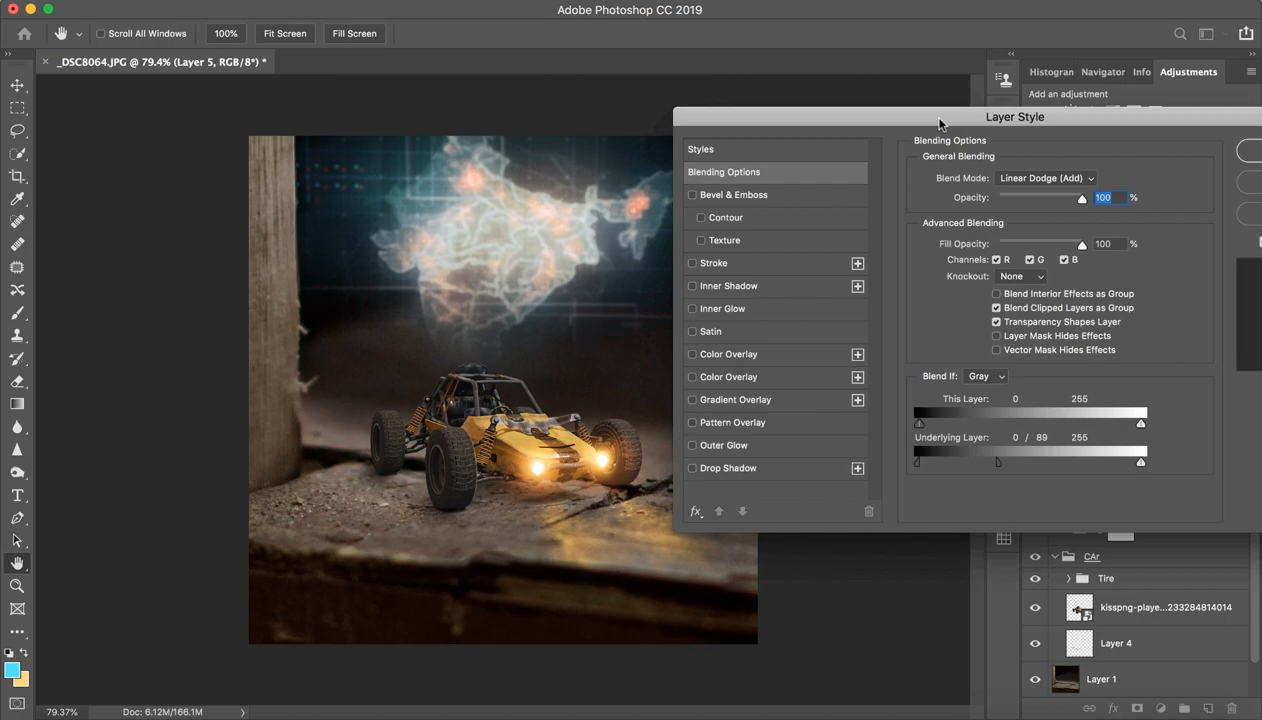 Adobe Photoshop CC 2019
Scroll All Windows
100%
Fit Screen
Fill Screen
_DSC8064.JPG @ 79.4% (Layer 5, RGB/8*) *
Histogran
Navigator
Info
Adjustments
Add an adjustment
Layer Style
Styles
Blending Options
Bevel & Emboss
Contour
Texture
Stroke
Inner Shadow
Inner Glow
Satin
Color Overlay
Color Overlay
Gradient Overlay
Pattern Overlay
Outer Glow
Drop Shadow
fx
Blending Options
General Blending
Blend Mode: Linear Dodge (Add)
Opacity: 100 %
Advanced Blending
Fill Opacity: 100 %
Channels: R G B
Knockout: None
Blend Interior Effects as Group
Blend Clipped Layers as Group
Transparency Shapes Layer
Layer Mask Hides Effects
Vector Mask Hides Effects
Blend If: Gray
This Layer: 0 255
Underlying Layer: 0 / 89 255
CAr
Tire
kisspng-playe...233284814014
Layer 4
Layer 1
fx
79.37%
Doc: 6.12M/166.1M